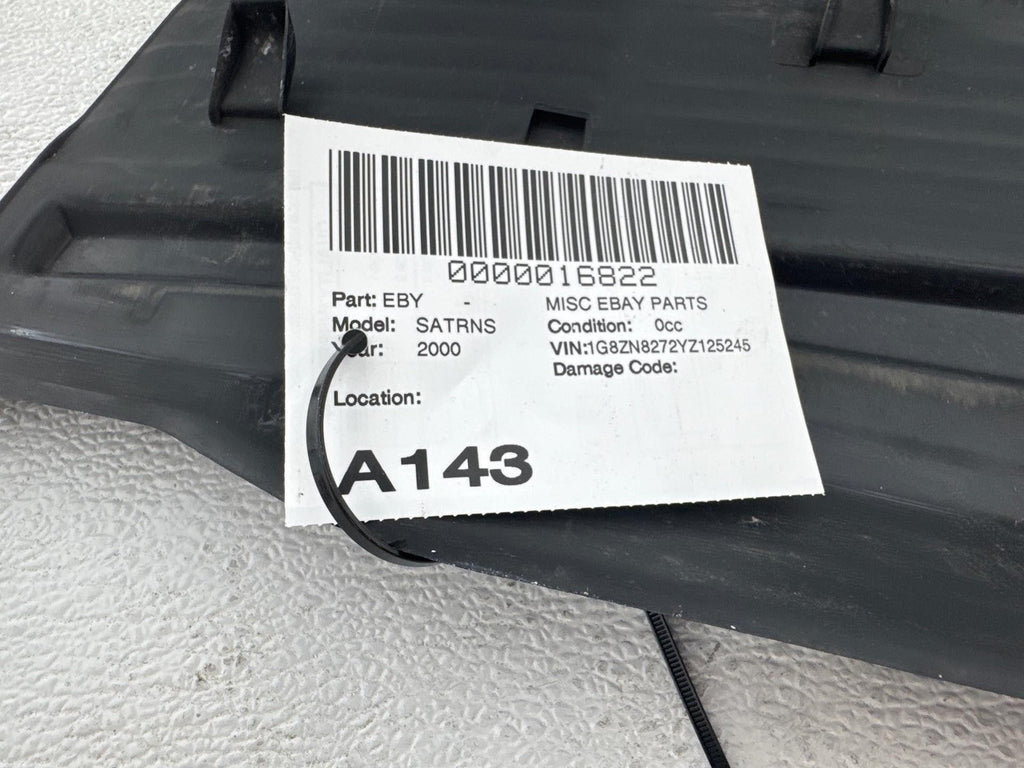 0000016822
Part: EBY - MISC EBAY PARTS
Model: SATRNS Condition: 0cc
Year: 2000 VIN:1G8ZN8272YZ125245
Damage Code:
Location:
A143